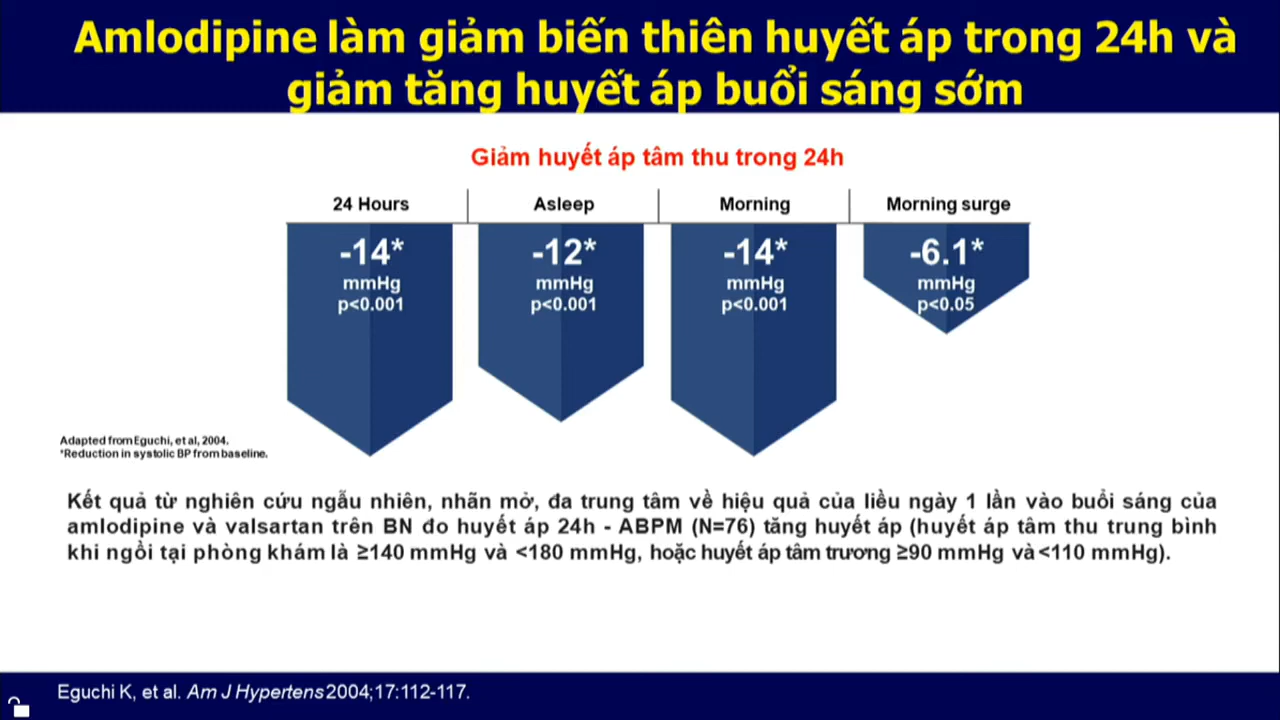 Amlodipine làm giảm biến thiên huyết áp trong 24h và
giảm tăng huyết áp buổi sáng sớm
Giảm huyết áp tâm thu trong 24h
24 Hours
Asleep
Morning
Morning surge
-14*
mmHg
p<0.001
-12*
mmHg
p<0.001
-14*
mmHg
p<0.001
-6.1*
mmHg
p<0.05
Adapted from Eguchi, et al, 2004.
*Reduction in systolic BP from baseline.
Kết quả từ nghiên cứu ngẫu nhiên, nhãn mở, đa trung tâm về hiệu quả của liều ngày 1 lần vào buổi sáng của
amlodipine và valsartan trên BN đo huyết áp 24h - ABPM (N=76) tăng huyết áp (huyết áp tâm thu trung bình
khi ngồi tại phòng khám là ≥140 mmHg và <180 mmHg, hoặc huyết áp tâm trương ≥90 mmHg và <110 mmHg).
Eguchi K, et al. Am J Hypertens 2004;17:112-117.